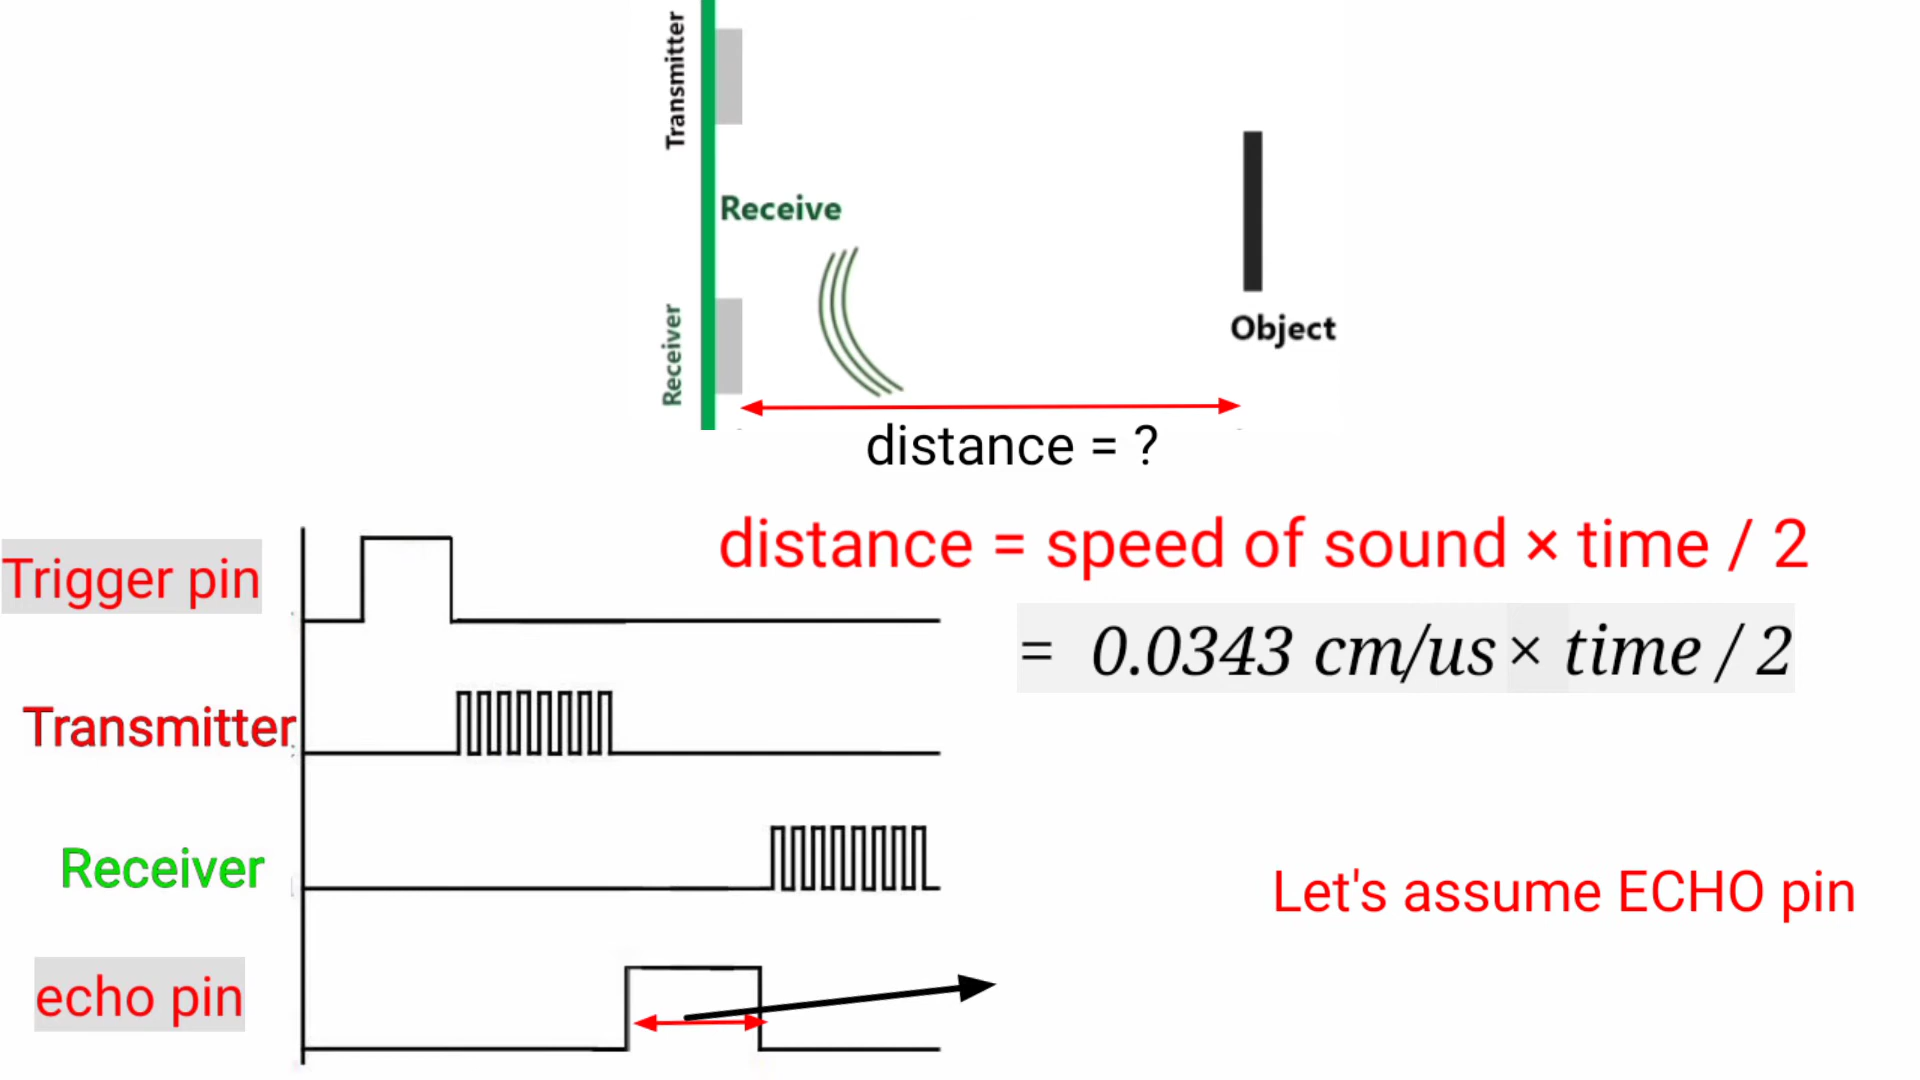 Transmitter
Receive
Receiver
Object
distance = ?
distance = speed of sound × time / 2
= 0.0343 cm/us × time / 2
Trigger pin
Transmitter
Receiver
Let's assume ECHO pin
echo pin